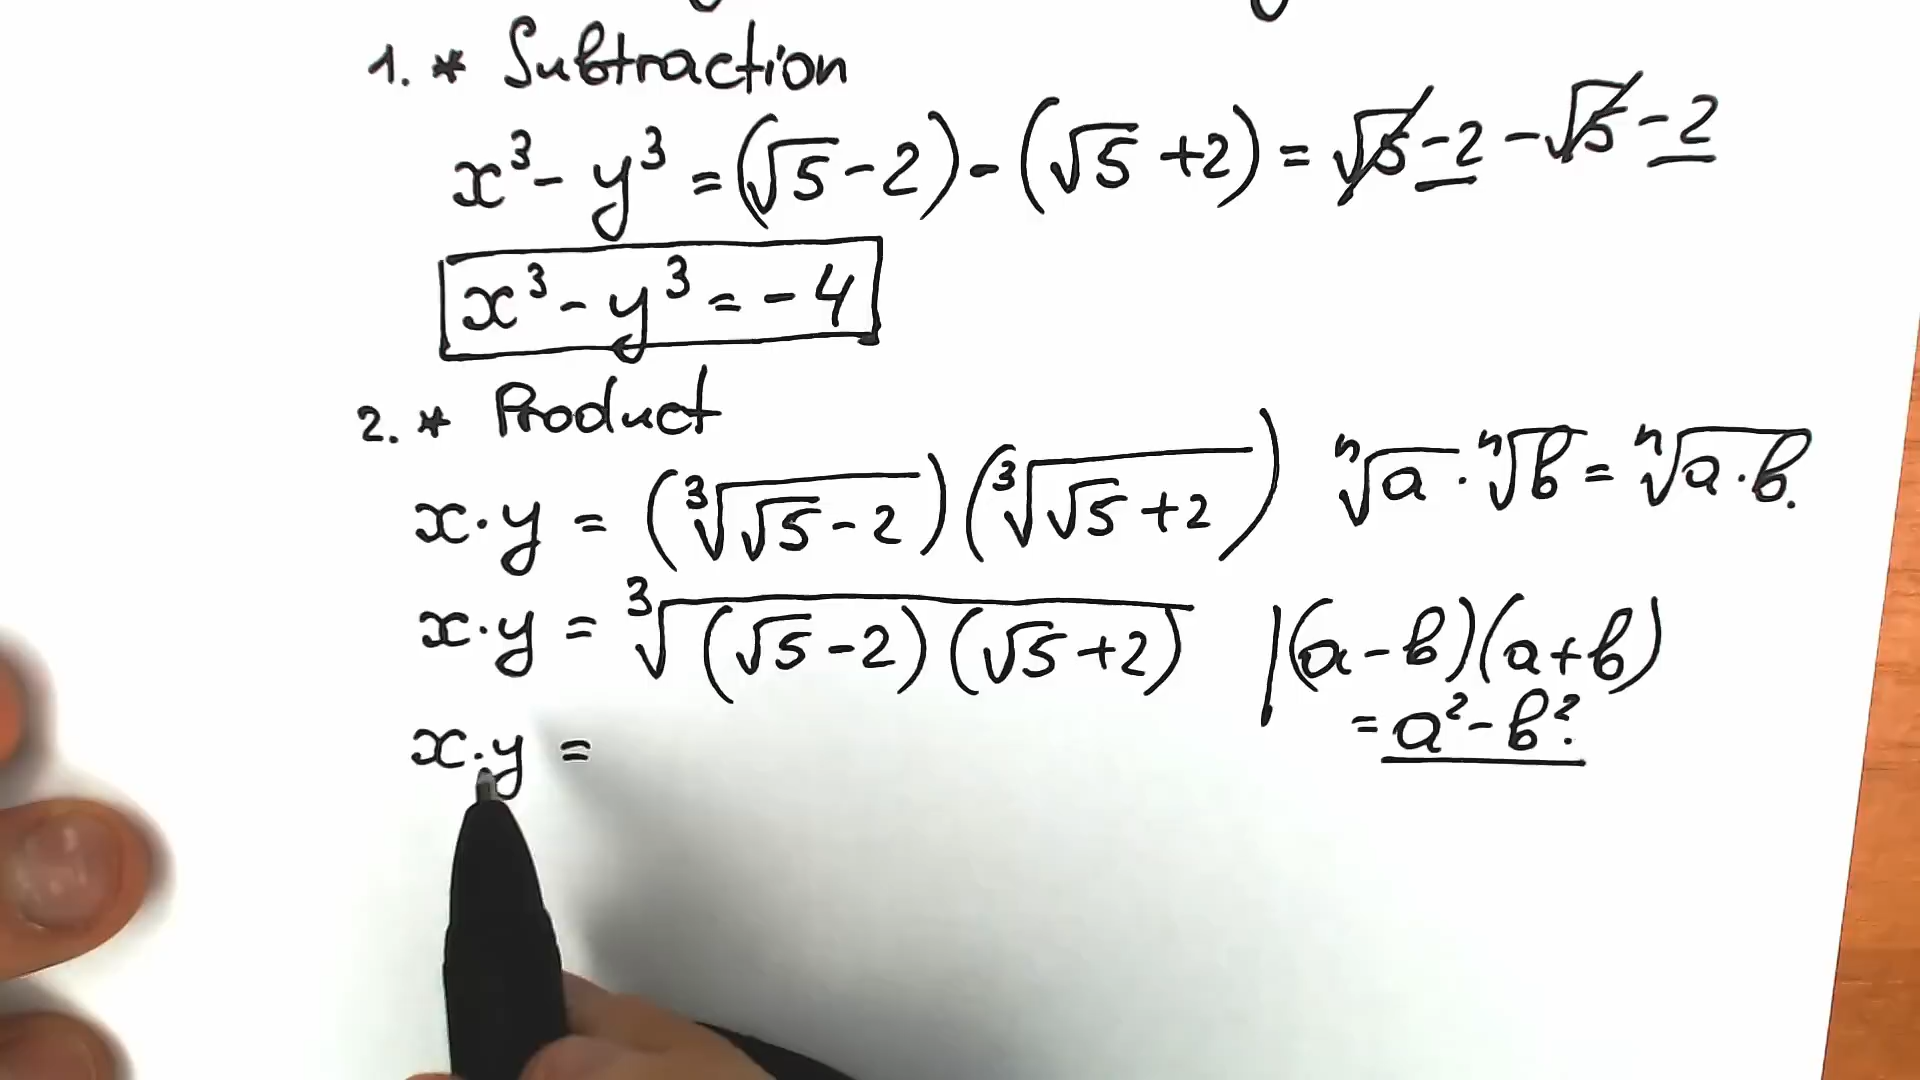 1. * Subtraction
x³ - y³ = (√5 - 2) - (√5 + 2) = √5 - 2 - √5 - 2
x³ - y³ = -4
2. * Product
x·y = (∛(√5 - 2))(∛(√5 + 2)) ⁿ√a · ⁿ√b = ⁿ√(a·b).
x·y = ∛((√5 - 2)(√5 + 2)) |(a - b)(a + b)
= a² - b².
x·y =